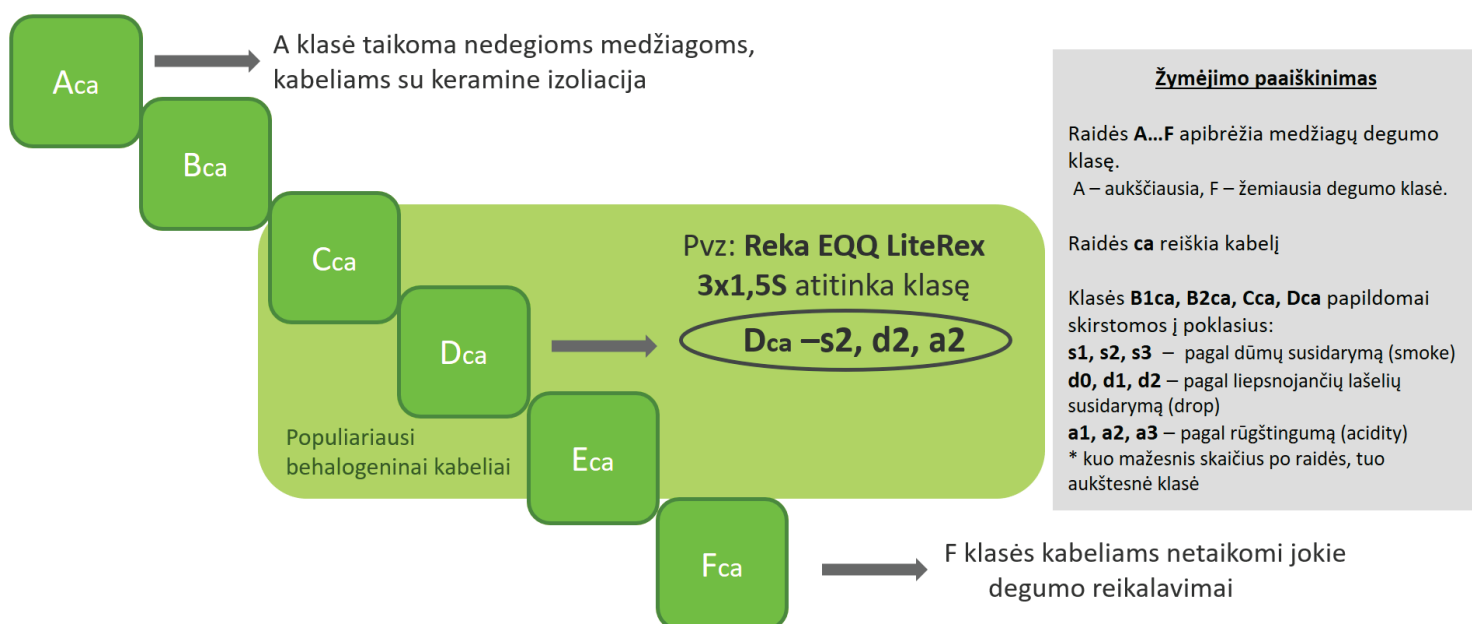 Aca
A klasė taikoma nedegioms medžiagoms,
kabeliams su keramine izoliacija
Bca
Cca
Pvz: Reka EQQ LiteRex
3x1,5S atitinka klasę
Dca –s2, d2, a2
Dca
Populiariausi
behalogeninai kabeliai
Eca
Fca
F klasės kabeliams netaikomi jokie
degumo reikalavimai
Žymėjimo paaiškinimas
Raidės A...F apibrėžia medžiagų degumo
klasę.
A – aukščiausia, F – žemiausia degumo klasė.
Raidės ca reiškia kabelį
Klasės B1ca, B2ca, Cca, Dca papildomai
skirstomos į poklasius:
s1, s2, s3 – pagal dūmų susidarymą (smoke)
d0, d1, d2 – pagal liepsnojančių lašelių
susidarymą (drop)
a1, a2, a3 – pagal rūgštingumą (acidity)
* kuo mažesnis skaičius po raidės, tuo
aukštesnė klasė